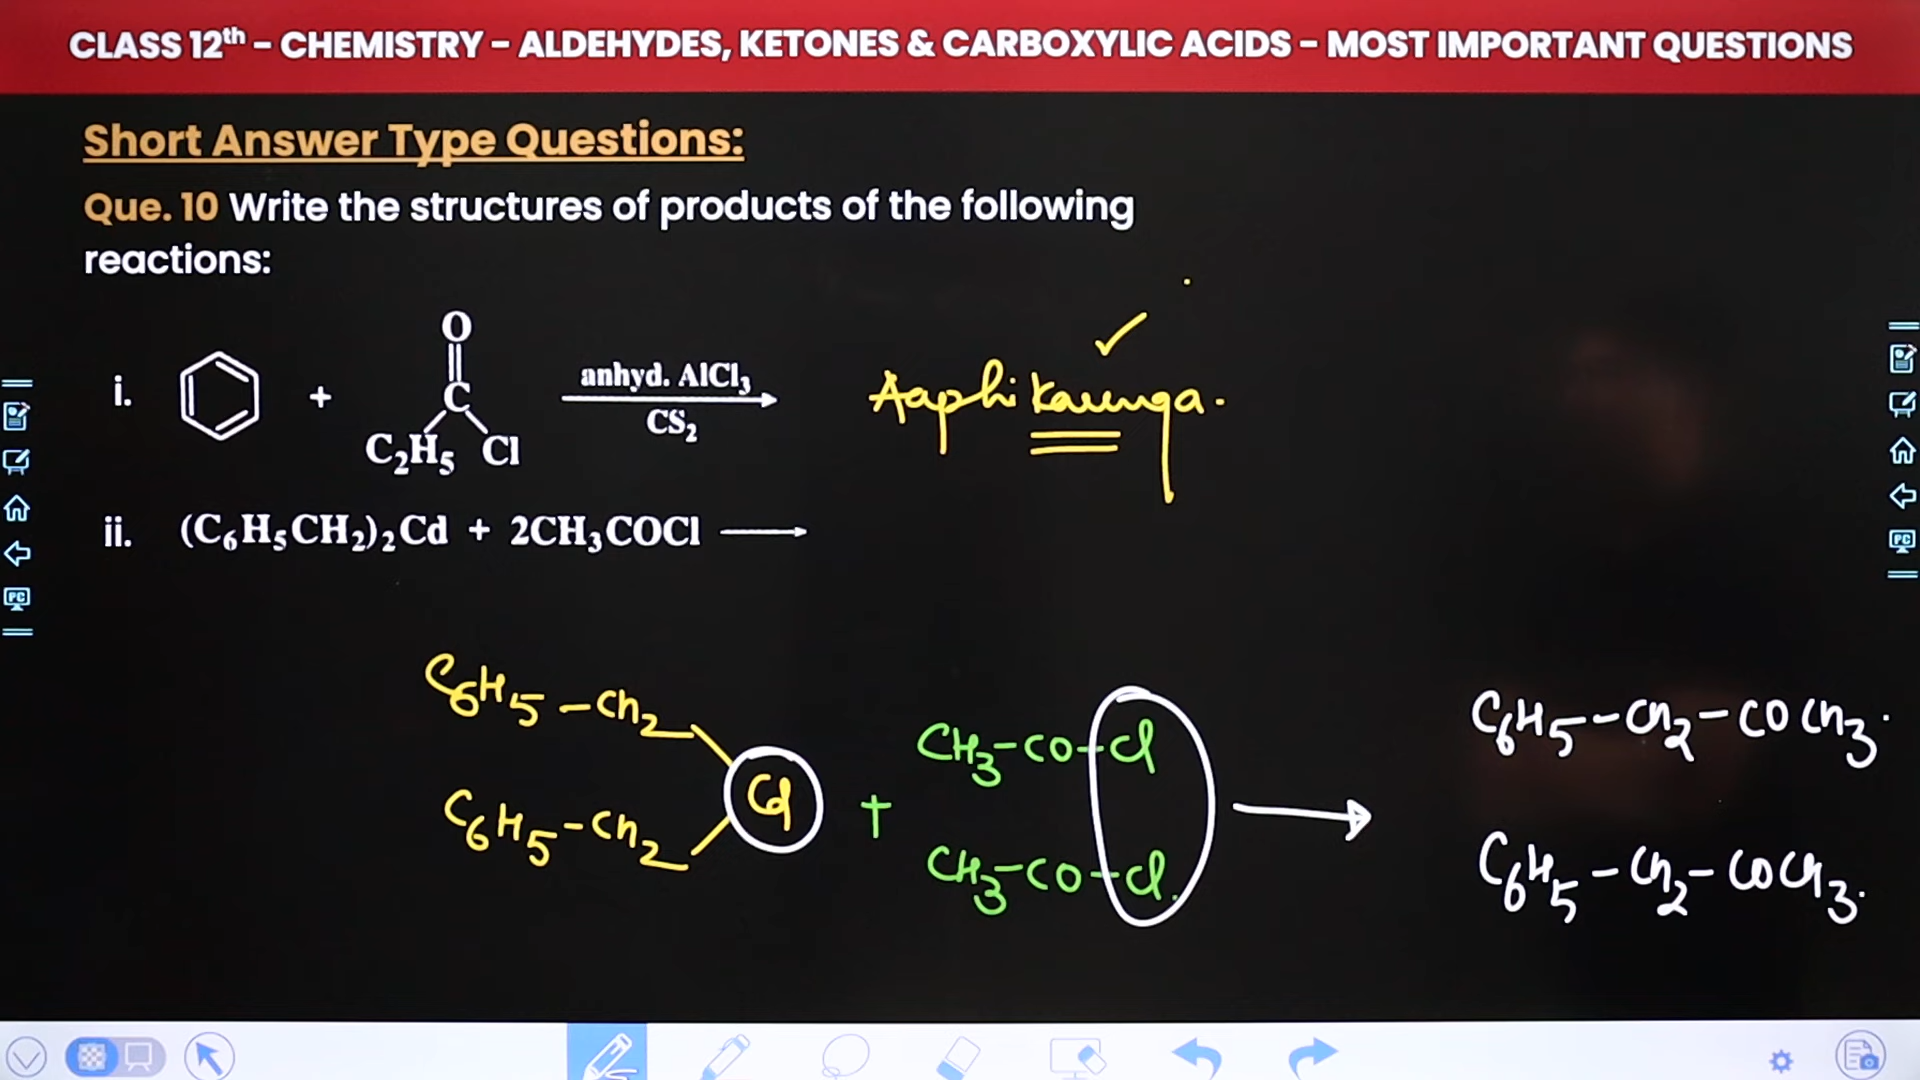 CLASS 12th - CHEMISTRY - ALDEHYDES, KETONES & CARBOXYLIC ACIDS - MOST IMPORTANT QUESTIONS
Short Answer Type Questions:
Que. 10 Write the structures of products of the following
reactions:
i. + O C C₂H₅ Cl anhyd. AlCl₃ CS₂ Aaphi Karunga.
ii. (C₆H₅CH₂)₂Cd + 2CH₃COCl ⟶
C₆H₅-CH₂
C₆H₅-CH₂
Cd
+
CH₃-CO-Cl
CH₃-CO-Cl.
C₆H₅-CH₂-COCH₃.
C₆H₅-CH₂-COCH₃.
PC
PC